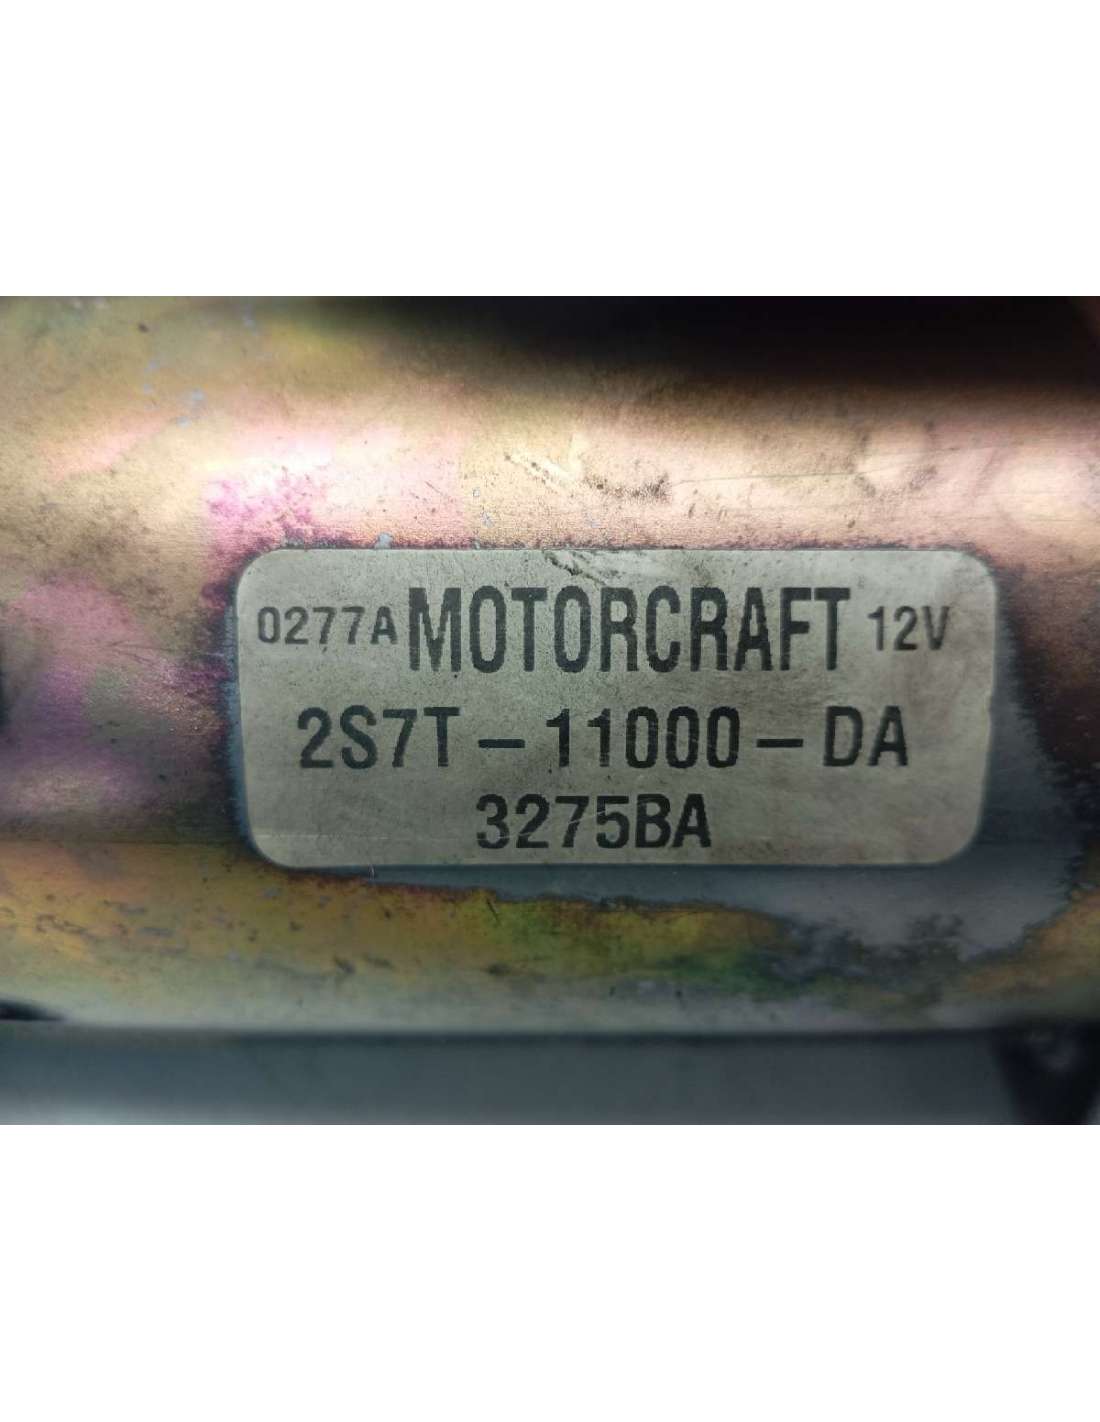 0277A MOTORCRAFT 12V
2S7T-11000-DA
3275BA